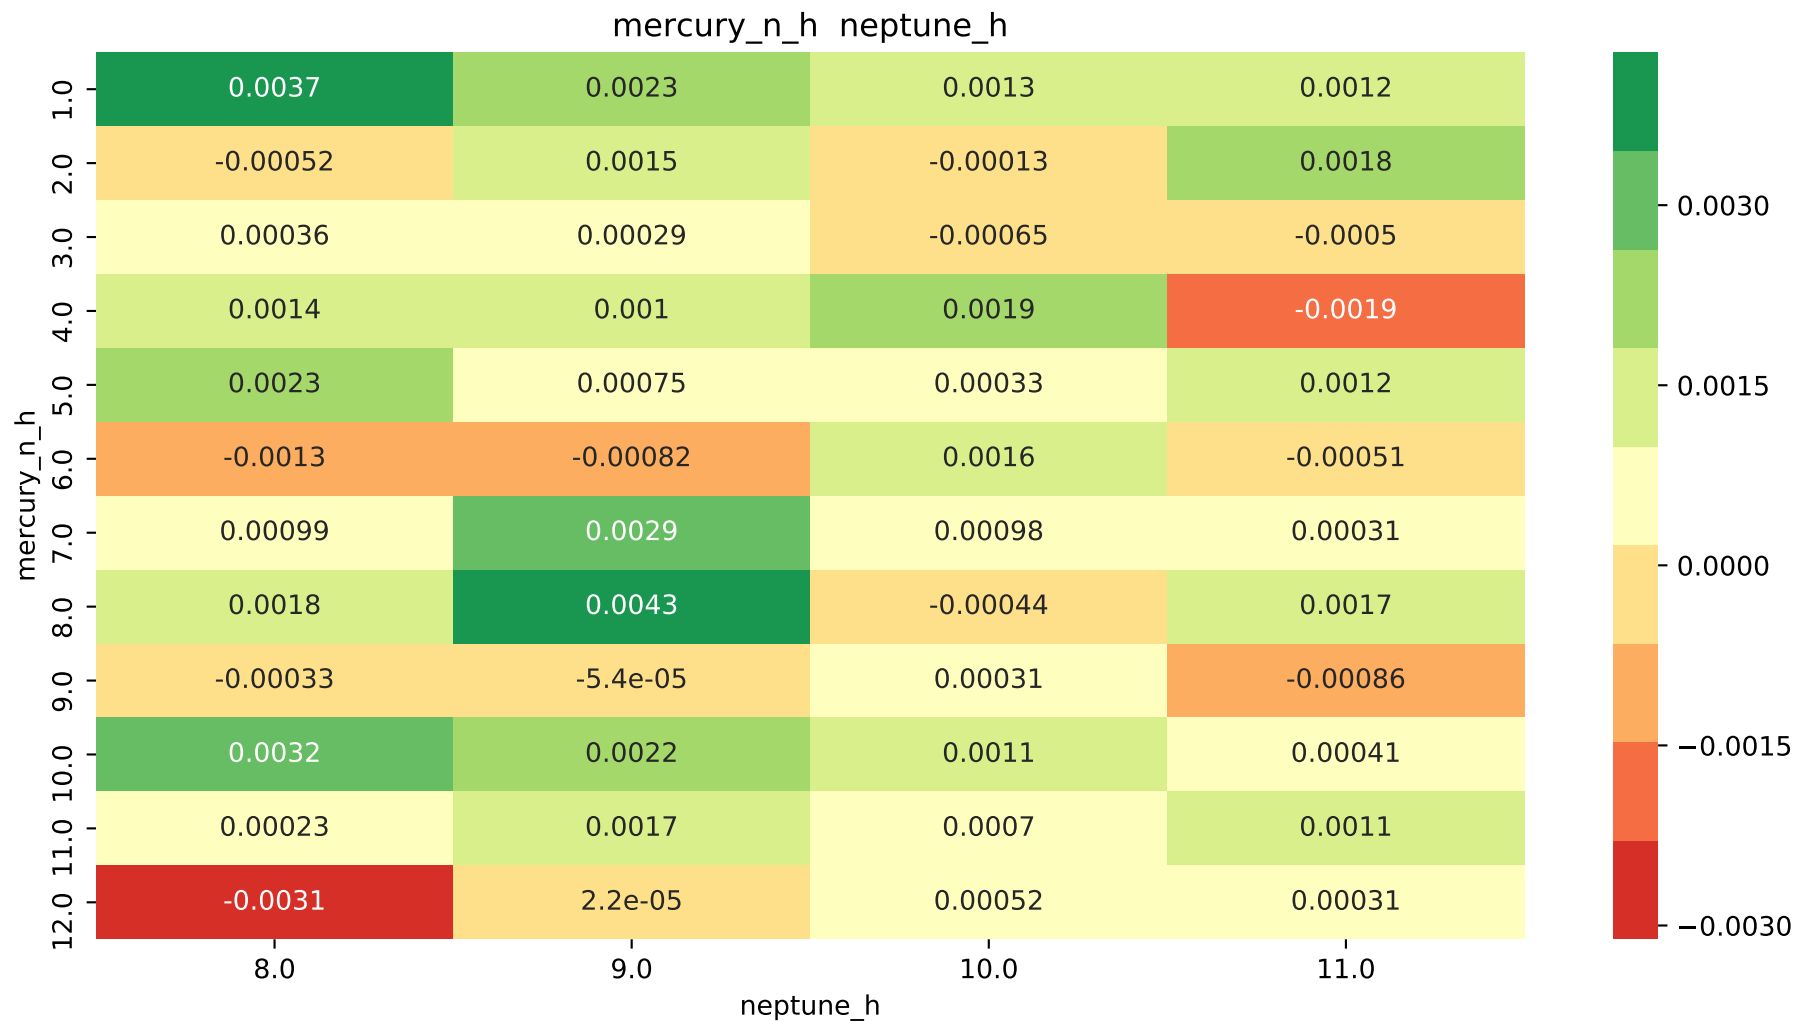 mercury_n_h  neptune_h
1.0 0.0037 0.0023 0.0013 0.0012
2.0 -0.00052 0.0015 -0.00013 0.0018
3.0 0.00036 0.00029 -0.00065 -0.0005
4.0 0.0014 0.001 0.0019 -0.0019
5.0 0.0023 0.00075 0.00033 0.0012
6.0 -0.0013 -0.00082 0.0016 -0.00051
7.0 0.00099 0.0029 0.00098 0.00031
8.0 0.0018 0.0043 -0.00044 0.0017
9.0 -0.00033 -5.4e-05 0.00031 -0.00086
10.0 0.0032 0.0022 0.0011 0.00041
11.0 0.00023 0.0017 0.0007 0.0011
12.0 -0.0031 2.2e-05 0.00052 0.00031
8.0 9.0 10.0 11.0
neptune_h
mercury_n_h
0.0030
0.0015
0.0000
−0.0015
−0.0030